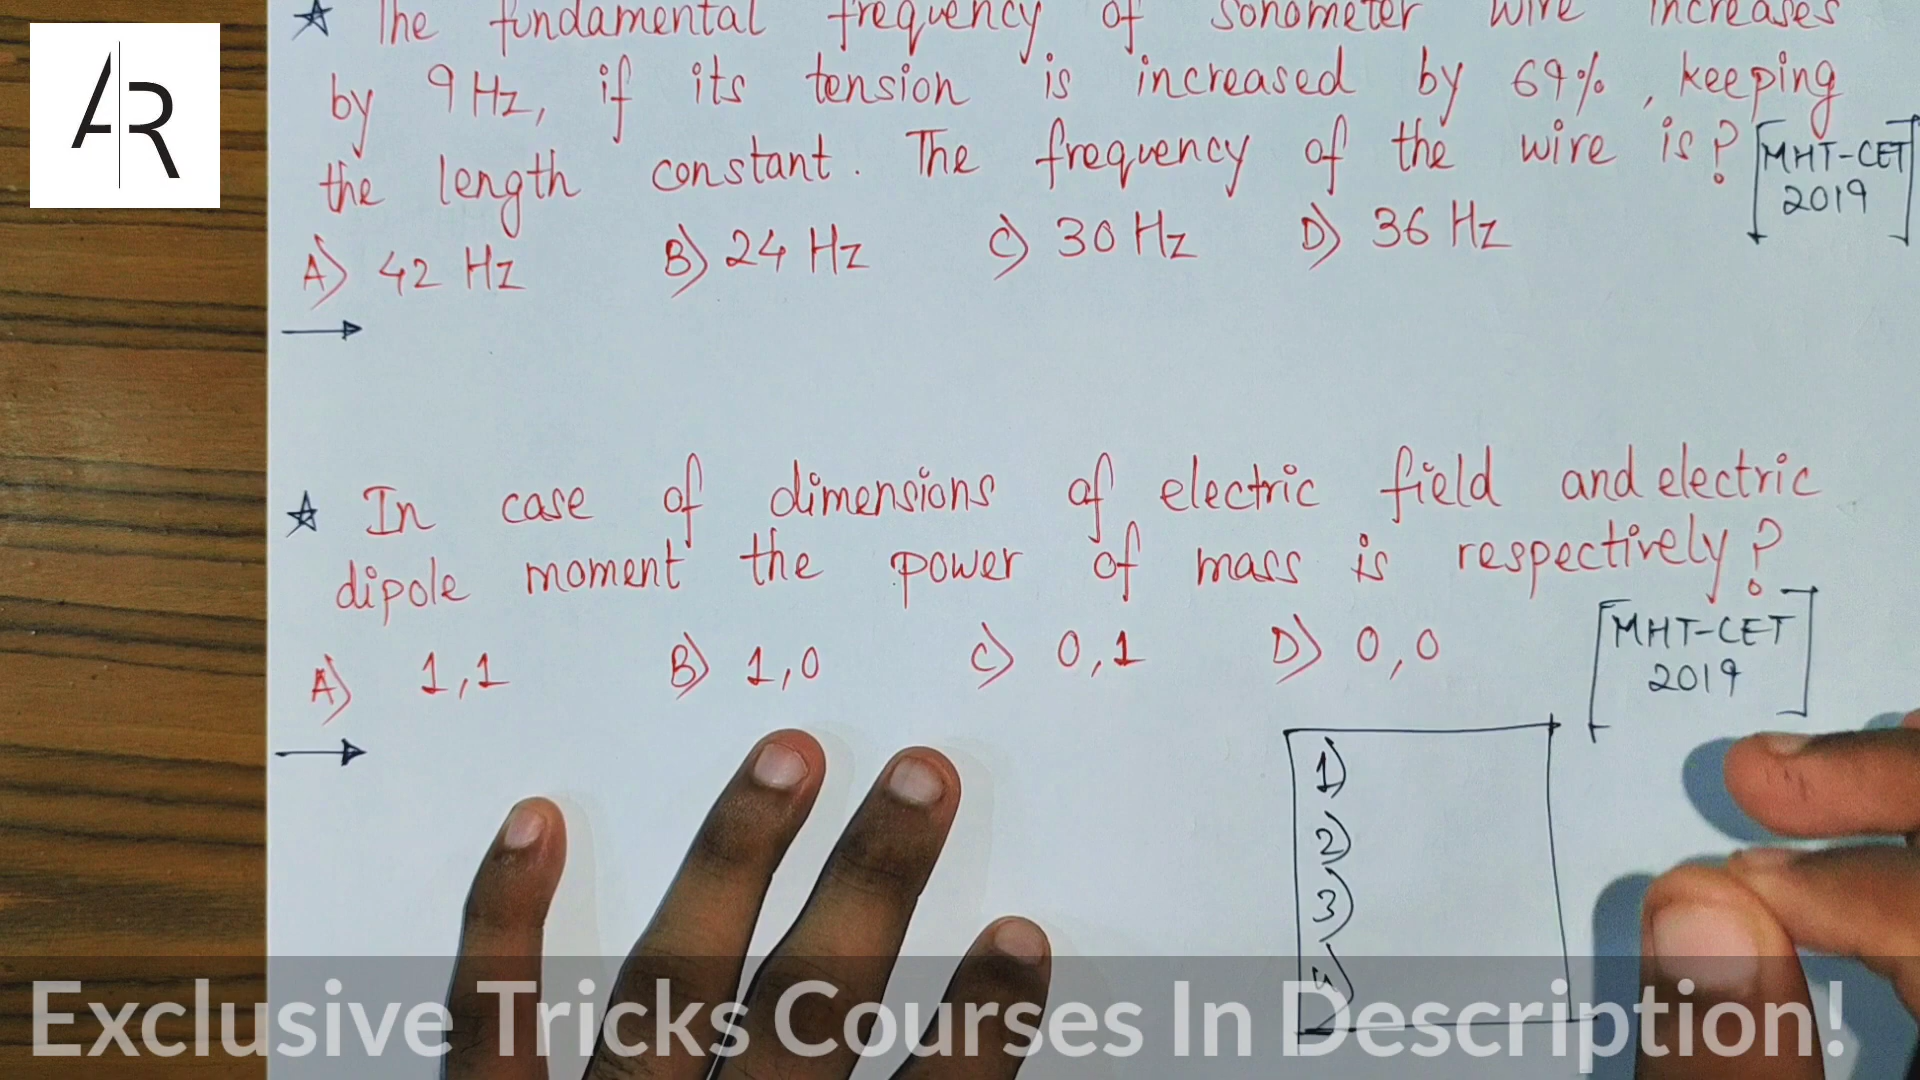 AR
The fundamental frequency of sonometer wire increases
by 9 Hz, if its tension is increased by 69%, keeping
the length constant. The frequency of the wire is?
[MHT-CET
2019]
A) 42 Hz B) 24 Hz C) 30 Hz D) 36 Hz
In case of dimensions of electric field and electric
dipole moment the power of mass is respectively?
A) 1,1 B) 1,0 C) 0,1 D) 0,0
[MHT-CET
2019]
1)
2)
3)
4)
Exclusive Tricks Courses In Description!